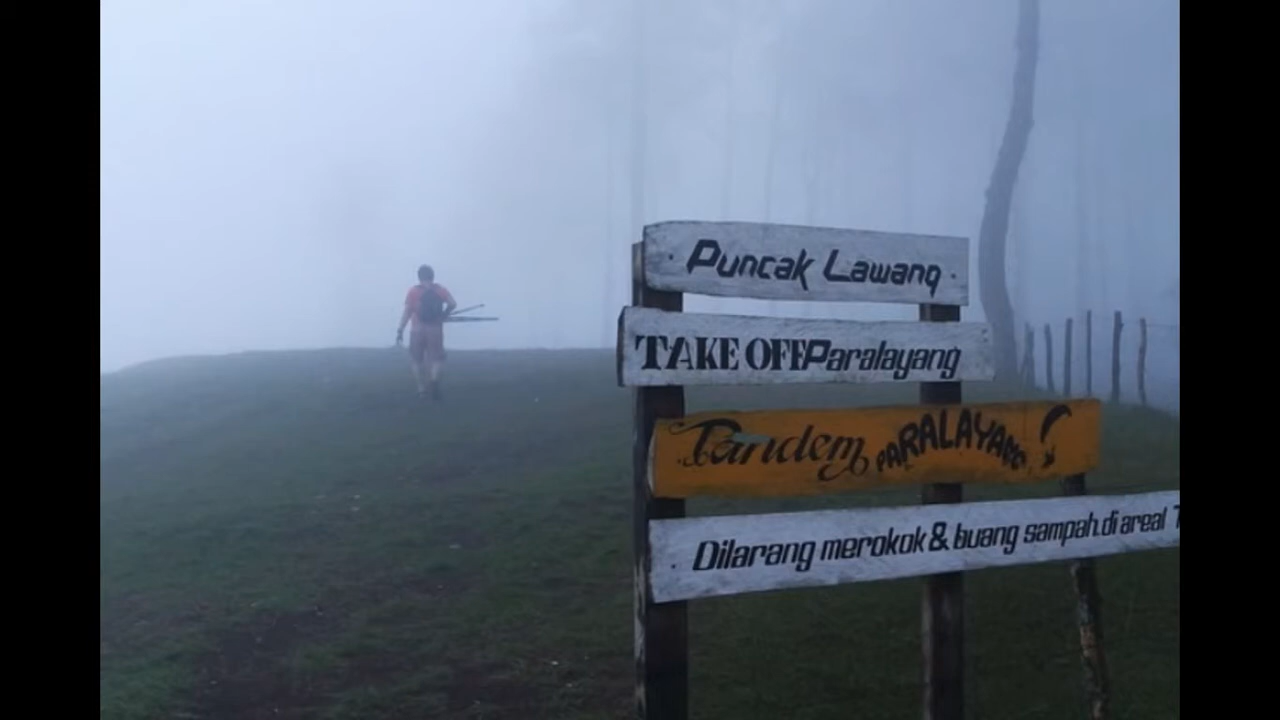 Puncak Lawang
TAKE OFF Paralayang
Tandem PARALAYANG
Dilarang merokok & buang sampah.di areal T